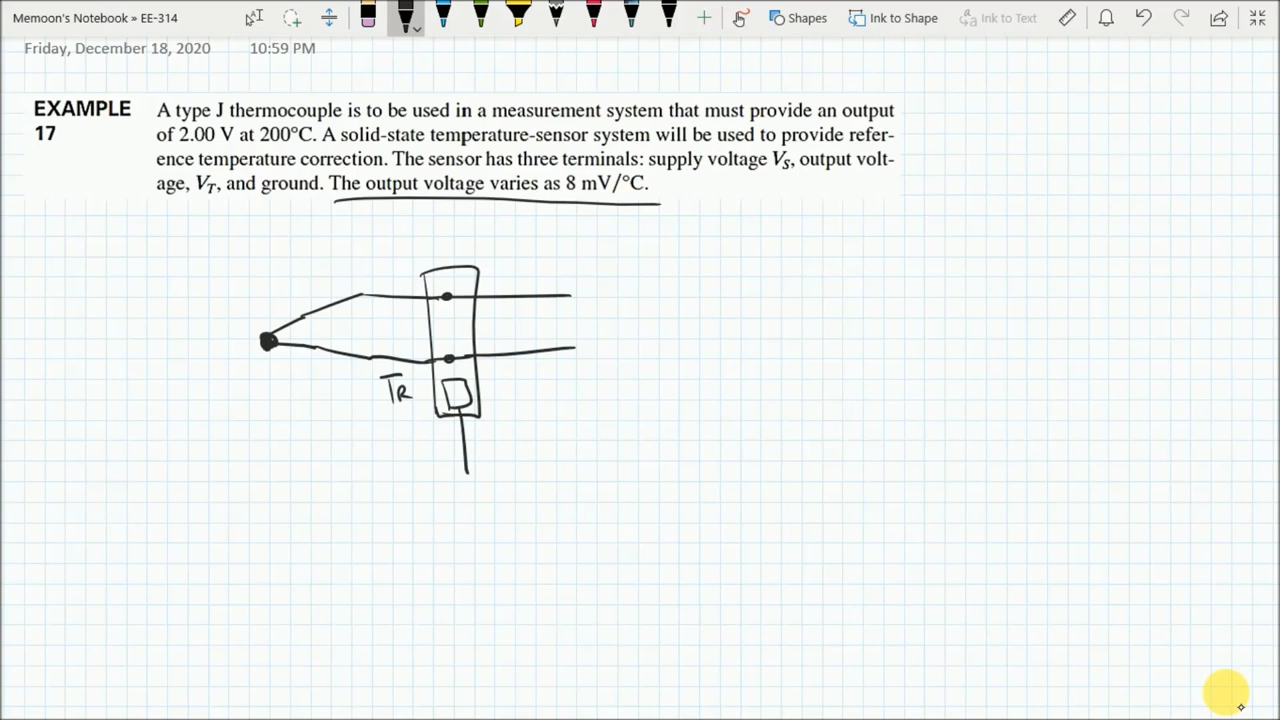 Memoon's Notebook » EE-314
Shapes
Ink to Shape
Ink to Text
Friday, December 18, 2020 10:59 PM
EXAMPLE 17
A type J thermocouple is to be used in a measurement system that must provide an output
of 2.00 V at 200°C. A solid-state temperature-sensor system will be used to provide refer-
ence temperature correction. The sensor has three terminals: supply voltage VS, output volt-
age, VT, and ground. The output voltage varies as 8 mV/°C.
TR